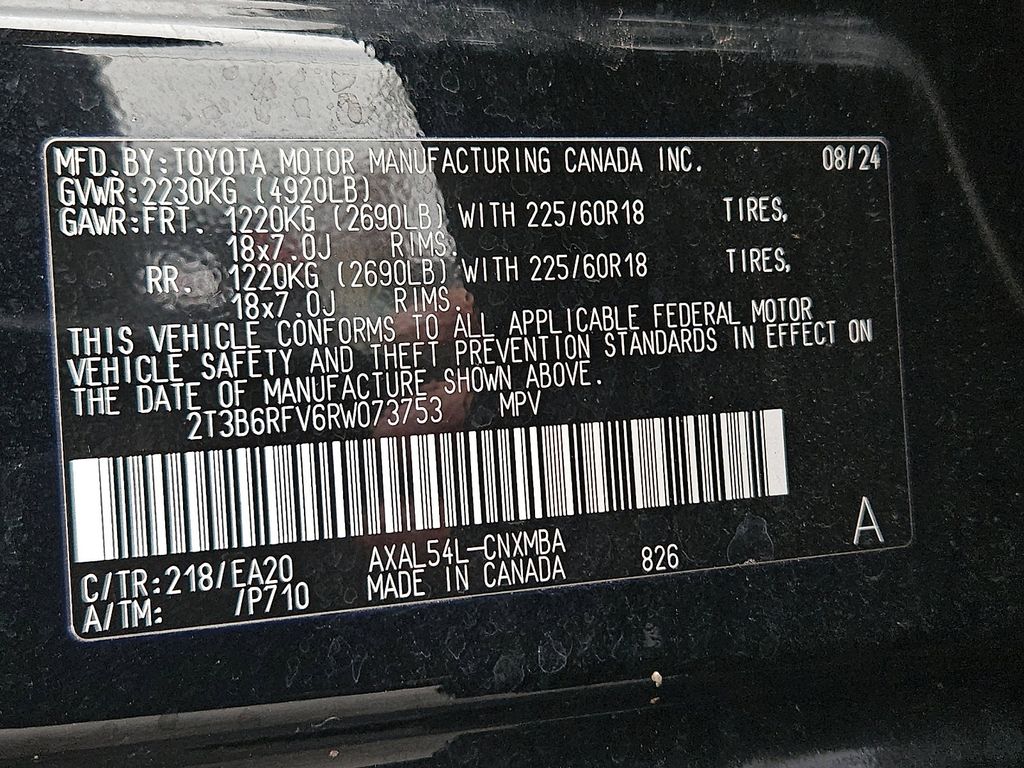 MFD.BY:TOYOTA MOTOR MANUFACTURING CANADA INC. 08/24
GVWR:2230KG (4920LB)
GAWR:FRT. 1220KG (2690LB) WITH 225/60R18 TIRES,
18x7.0J RIMS.
RR. 1220KG (2690LB) WITH 225/60R18 TIRES,
18x7.0J RIMS.
THIS VEHICLE CONFORMS TO ALL APPLICABLE FEDERAL MOTOR
VEHICLE SAFETY AND THEFT PREVENTION STANDARDS IN EFFECT ON
THE DATE OF MANUFACTURE SHOWN ABOVE.
2T3B6RFV6RW073753 MPV
A
C/TR:218/EA20 AXAL54L-CNXMBA 826
A/TM: /P710 MADE IN CANADA